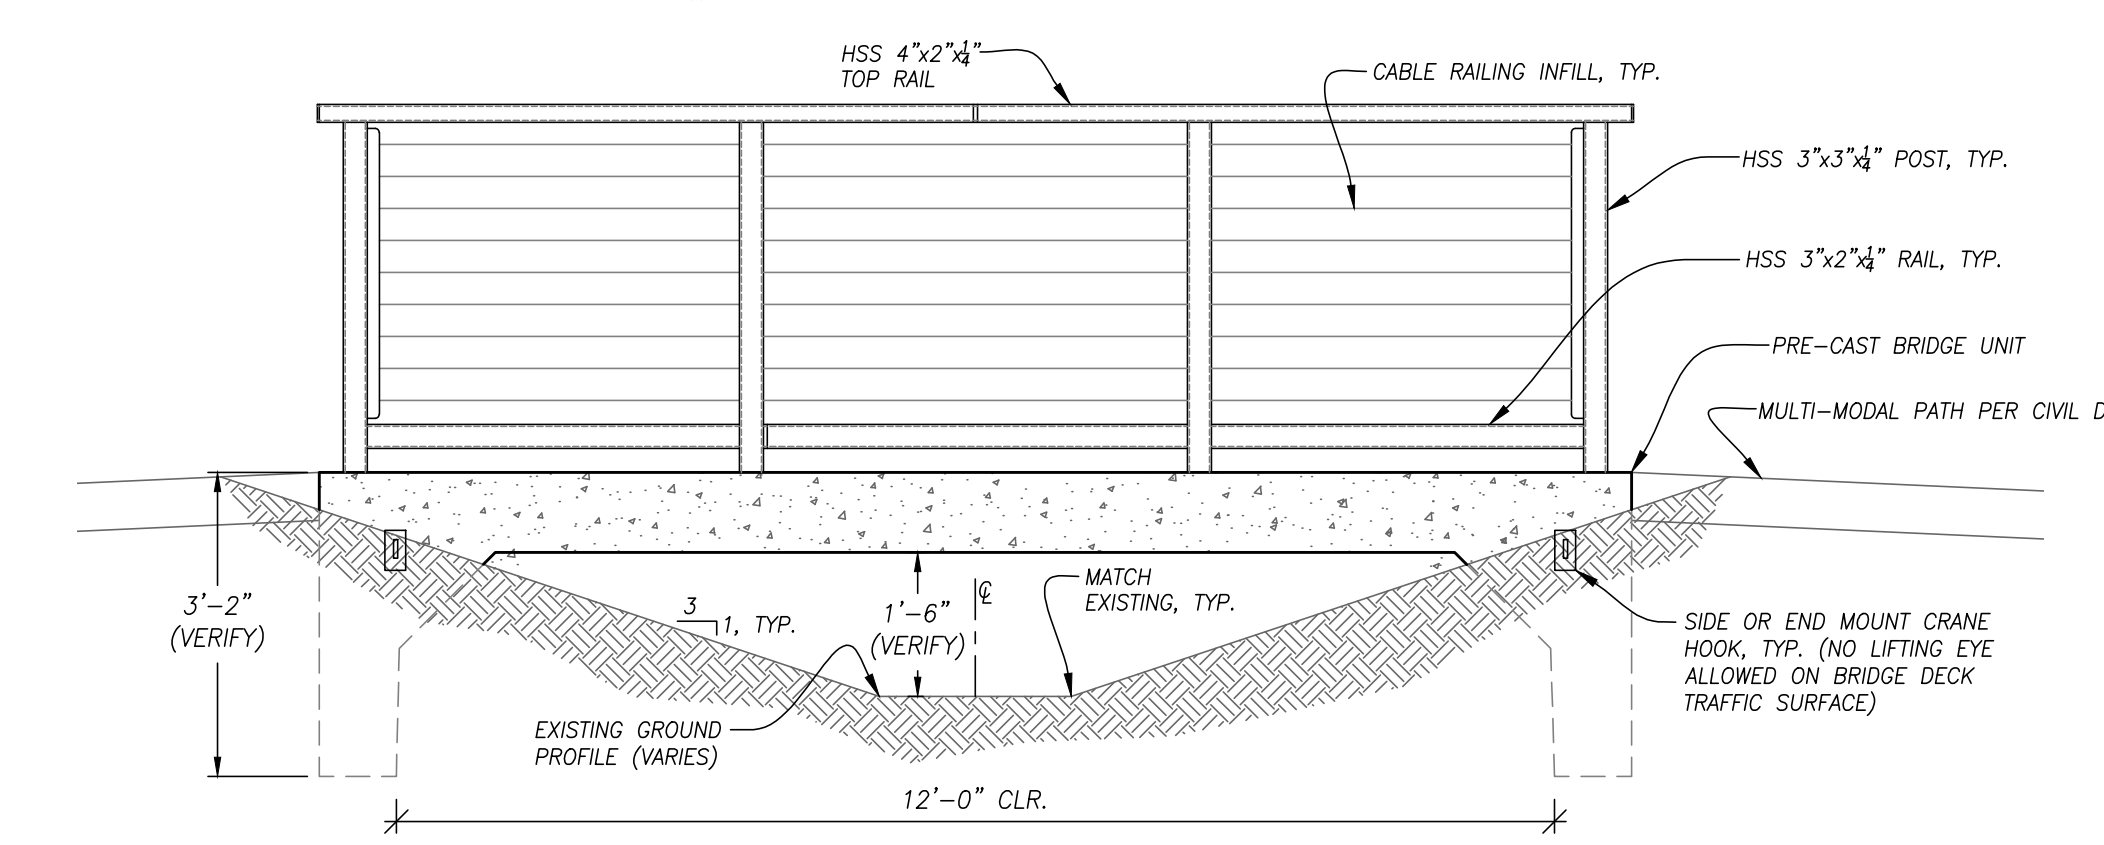 HSS 4"x2"x1/4"
TOP RAIL
CABLE RAILING INFILL, TYP.
HSS 3"x3"x1/4" POST, TYP.
HSS 3"x2"x1/4" RAIL, TYP.
PRE-CAST BRIDGE UNIT
MULTI-MODAL PATH PER CIVIL D
3'-2"
(VERIFY)
3
1, TYP.
1'-6"
(VERIFY)
℄
MATCH
EXISTING, TYP.
SIDE OR END MOUNT CRANE
HOOK, TYP. (NO LIFTING EYE
ALLOWED ON BRIDGE DECK
TRAFFIC SURFACE)
EXISTING GROUND
PROFILE (VARIES)
12'-0" CLR.